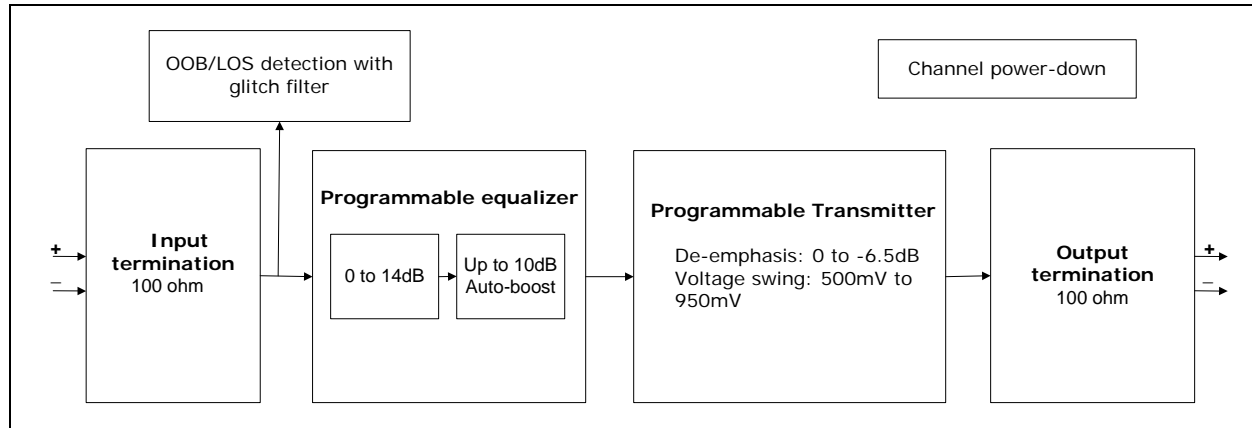 OOB/LOS detection with
glitch filter
Channel power-down
+
–
Input
termination
100 ohm
Programmable equalizer
0 to 14dB
Up to 10dB
Auto-boost
Programmable Transmitter
De-emphasis: 0 to -6.5dB
Voltage swing: 500mV to
950mV
Output
termination
100 ohm
+
–